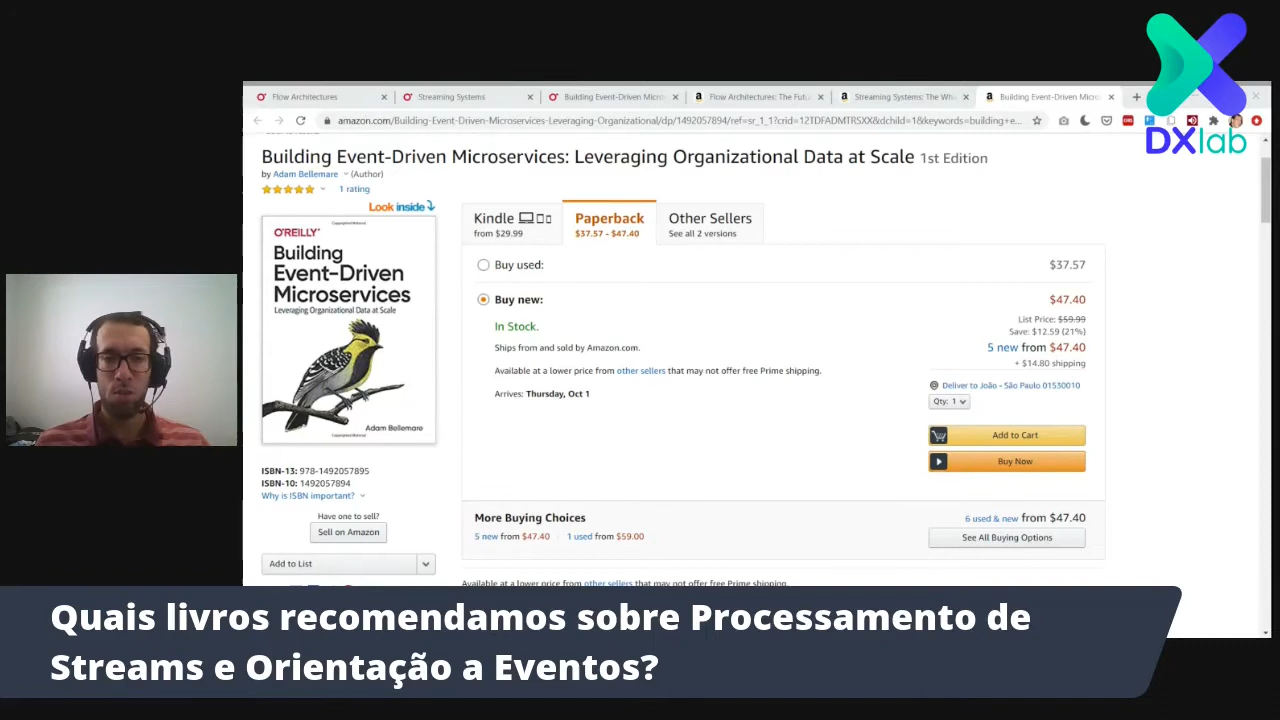 Flow Architectures
Streaming Systems
Building Event-Driven Micro
Flow Architectures: The Futu
Streaming Systems: The Wh
Building Event-Driven Micr
amazon.com/Building-Event-Driven-Microservices-Leveraging-Organizational/dp/1492057894/ref=sr_1_1?crid=12TDFADMTRSXX&dchild=1&keywords=building+e...
DXlab
Building Event-Driven Microservices: Leveraging Organizational Data at Scale 1st Edition
by Adam Bellemare (Author)
1 rating
Look inside
O'REILLY
Building
Event-Driven
Microservices
Leveraging Organizational Data at Scale
Adam Bellemare
ISBN-13: 978-1492057895
ISBN-10: 1492057894
Why is ISBN important?
Have one to sell?
Sell on Amazon
Add to List
Kindle
from $29.99
Paperback
$37.57 - $47.40
Other Sellers
See all 2 versions
Buy used:
$37.57
Buy new:
$47.40
In Stock.
Ships from and sold by Amazon.com.
Available at a lower price from other sellers that may not offer free Prime shipping.
Arrives: Thursday, Oct 1
List Price: $59.99
Save: $12.59 (21%)
5 new from $47.40
+ $14.80 shipping
Deliver to João - São Paulo 01530010
Qty: 1
Add to Cart
Buy Now
More Buying Choices
5 new from $47.40
1 used from $59.00
6 used & new from $47.40
See All Buying Options
Available at a lower price from other sellers that may not offer free Prime shipping.
Quais livros recomendamos sobre Processamento de
Streams e Orientação a Eventos?